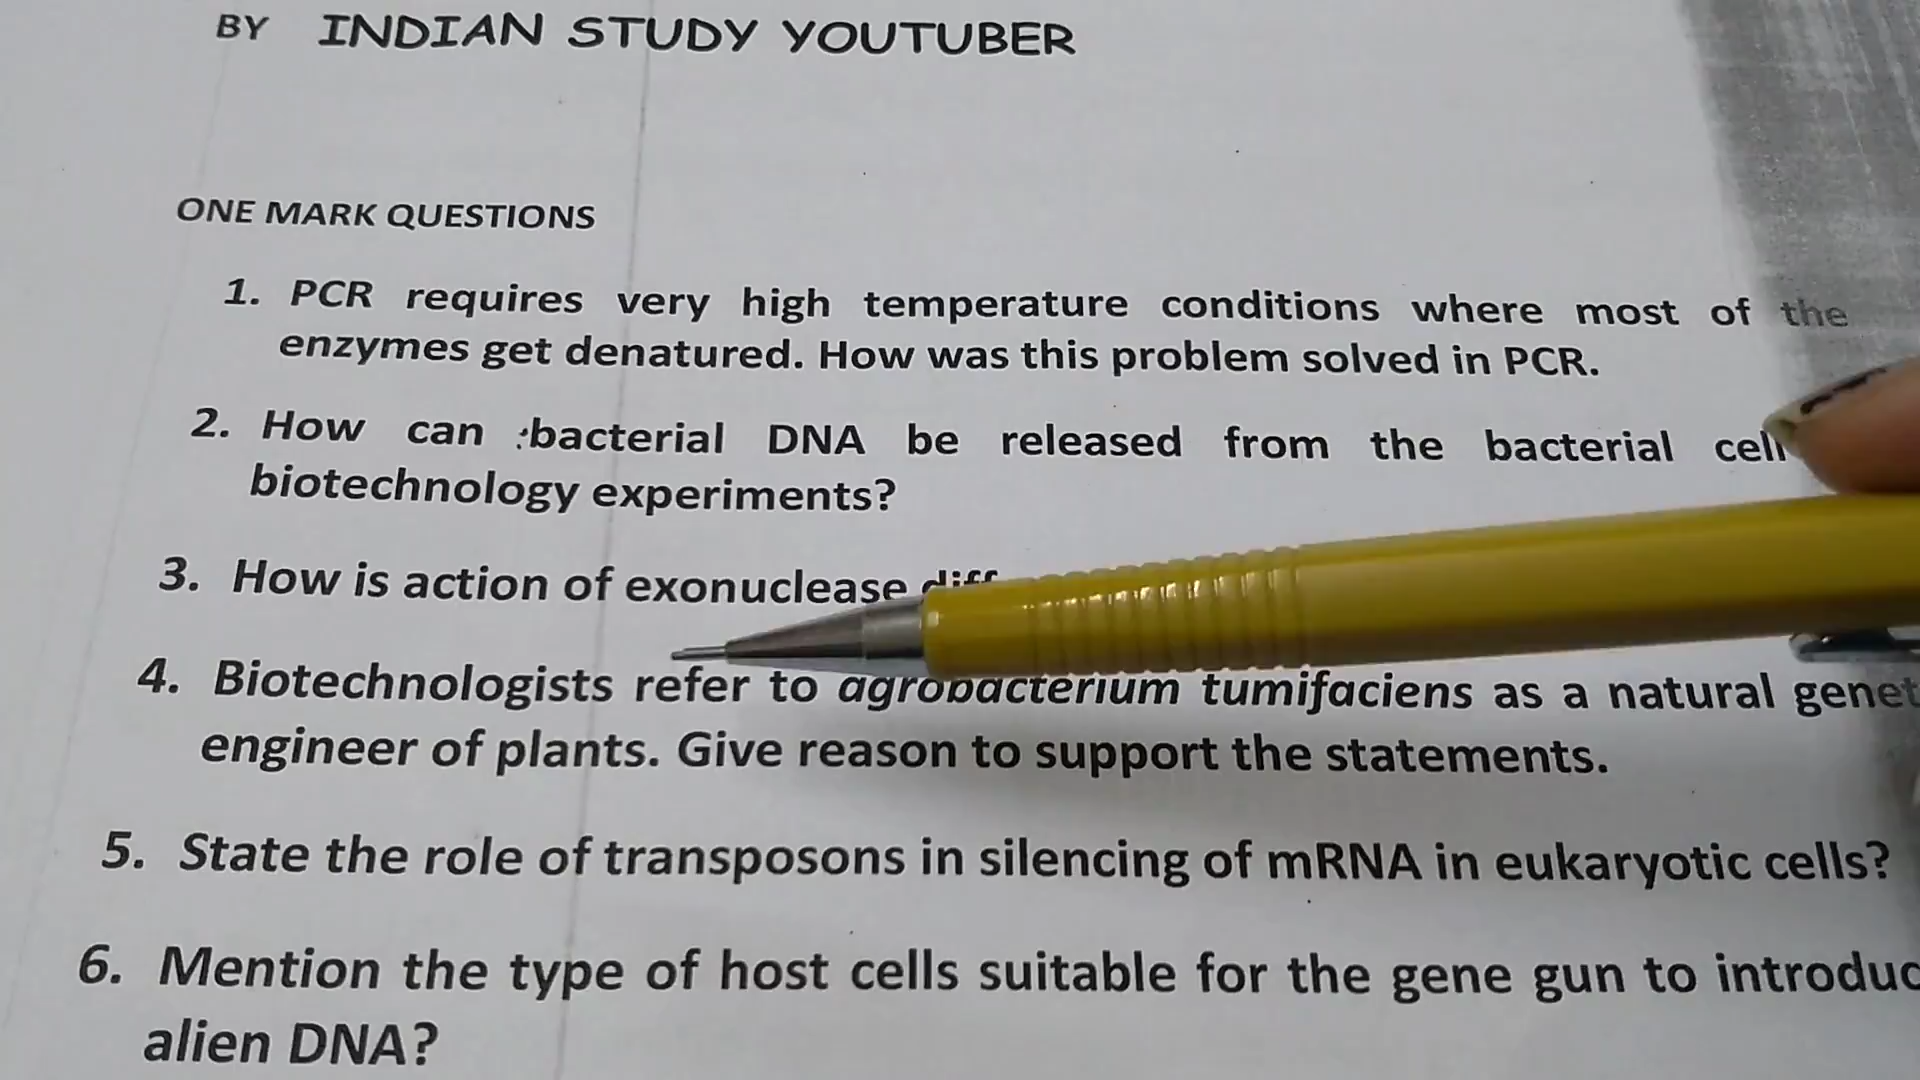 BY INDIAN STUDY YOUTUBER
ONE MARK QUESTIONS
1. PCR requires very high temperature conditions where most of the
enzymes get denatured. How was this problem solved in PCR.
2. How can bacterial DNA be released from the bacterial cell
biotechnology experiments?
3. How is action of exonuclease
4. Biotechnologists refer to agrobacterium tumifaciens as a natural genet
engineer of plants. Give reason to support the statements.
5. State the role of transposons in silencing of mRNA in eukaryotic cells?
6. Mention the type of host cells suitable for the gene gun to introduc
alien DNA?